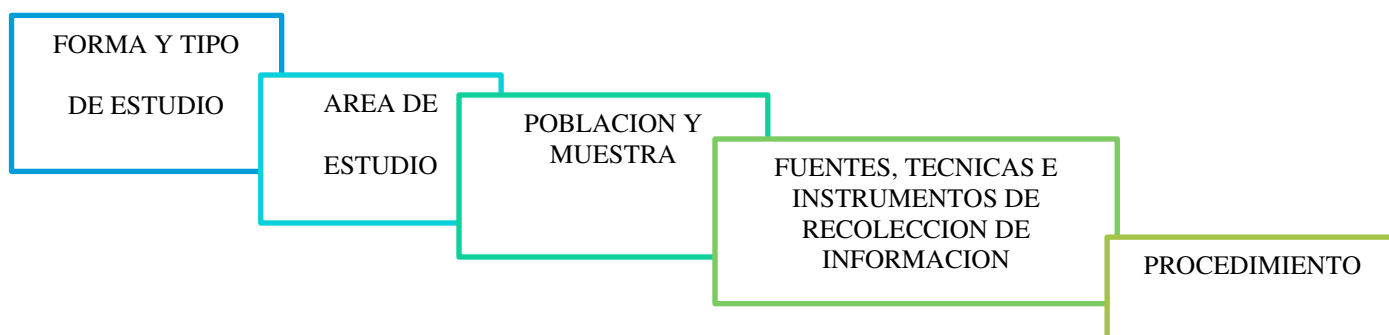 FORMA Y TIPO
DE ESTUDIO
AREA DE
ESTUDIO
POBLACION Y
MUESTRA
FUENTES, TECNICAS E
INSTRUMENTOS DE
RECOLECCION DE
INFORMACION
PROCEDIMIENTO